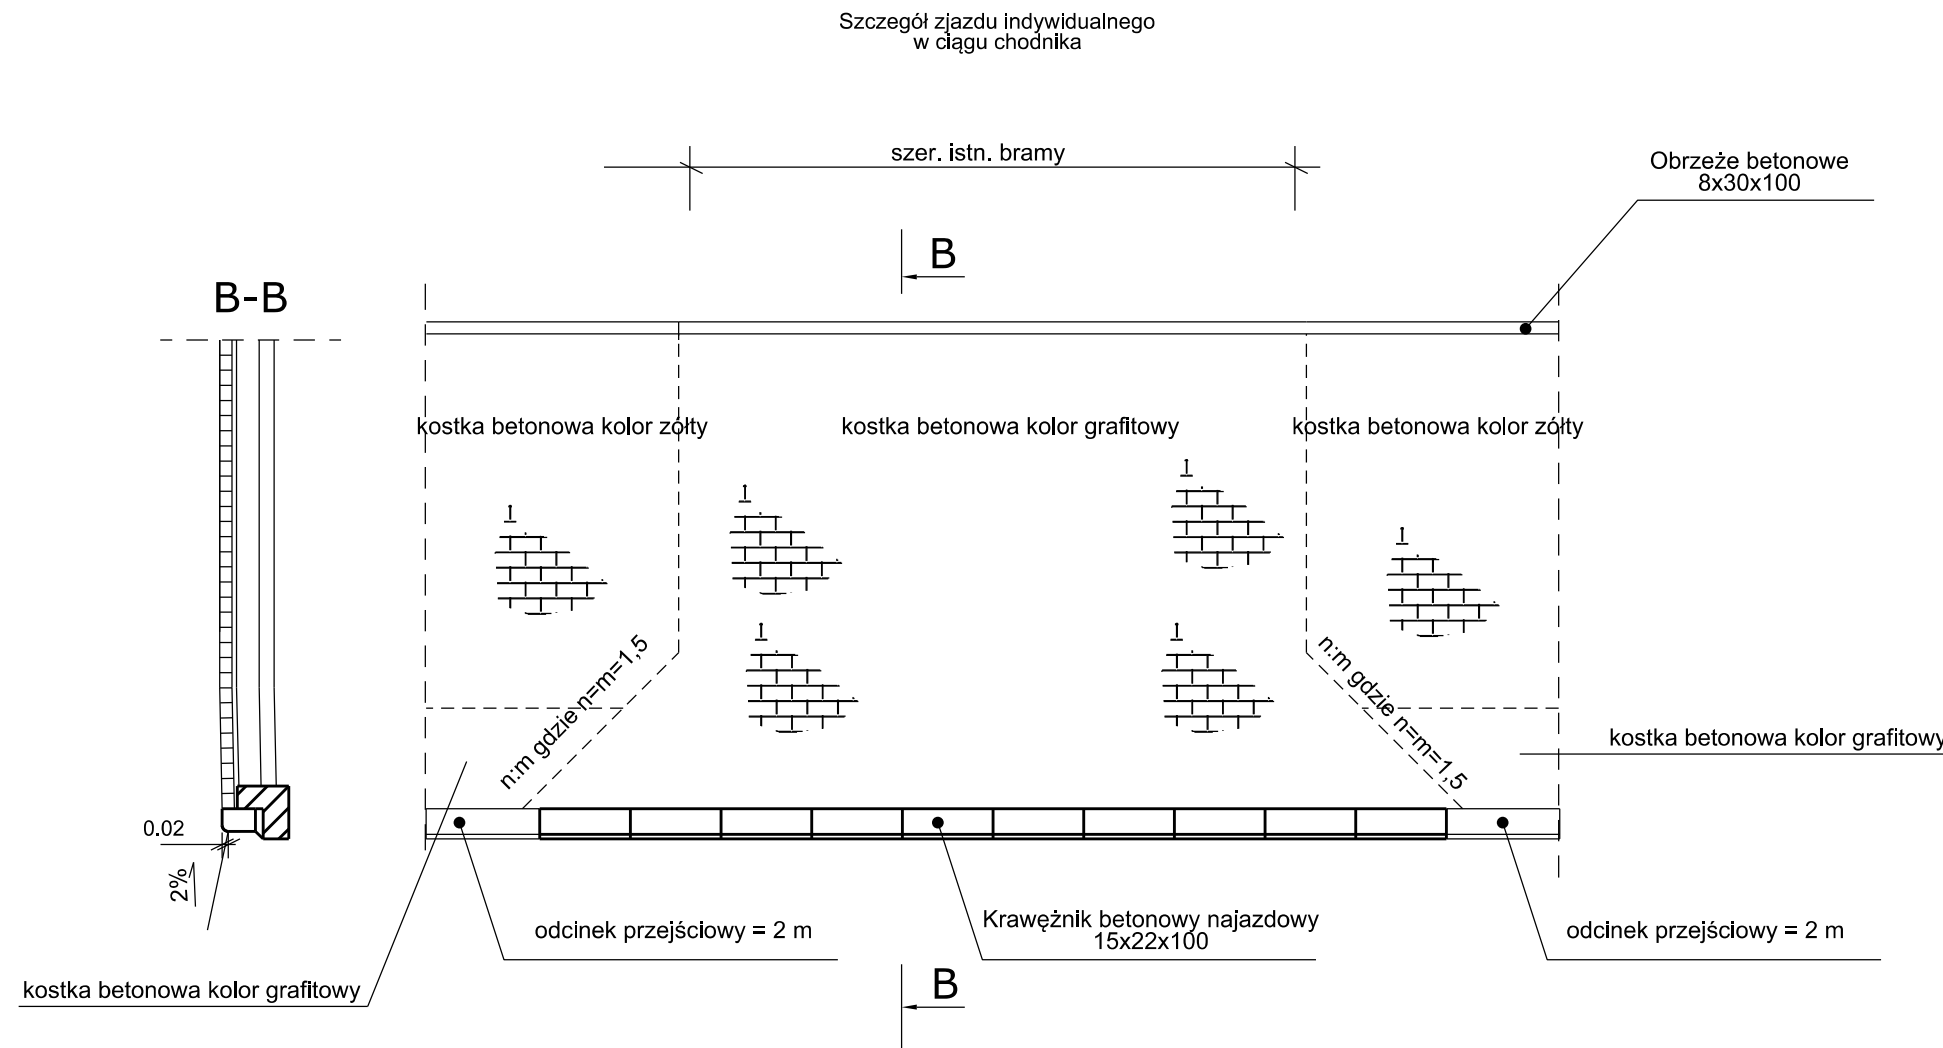 Szczegół zjazdu indywidualnego
w ciągu chodnika
szer. istn. bramy
Obrzeże betonowe
8x30x100
B
B-B
kostka betonowa kolor zółty
kostka betonowa kolor grafitowy
kostka betonowa kolor zółty
n:m gdzie n=m=1,5
n:m gdzie n=m=1,5
kostka betonowa kolor grafitowy
0.02
2%
odcinek przejściowy = 2 m
Krawężnik betonowy najazdowy
15x22x100
odcinek przejściowy = 2 m
kostka betonowa kolor grafitowy
B